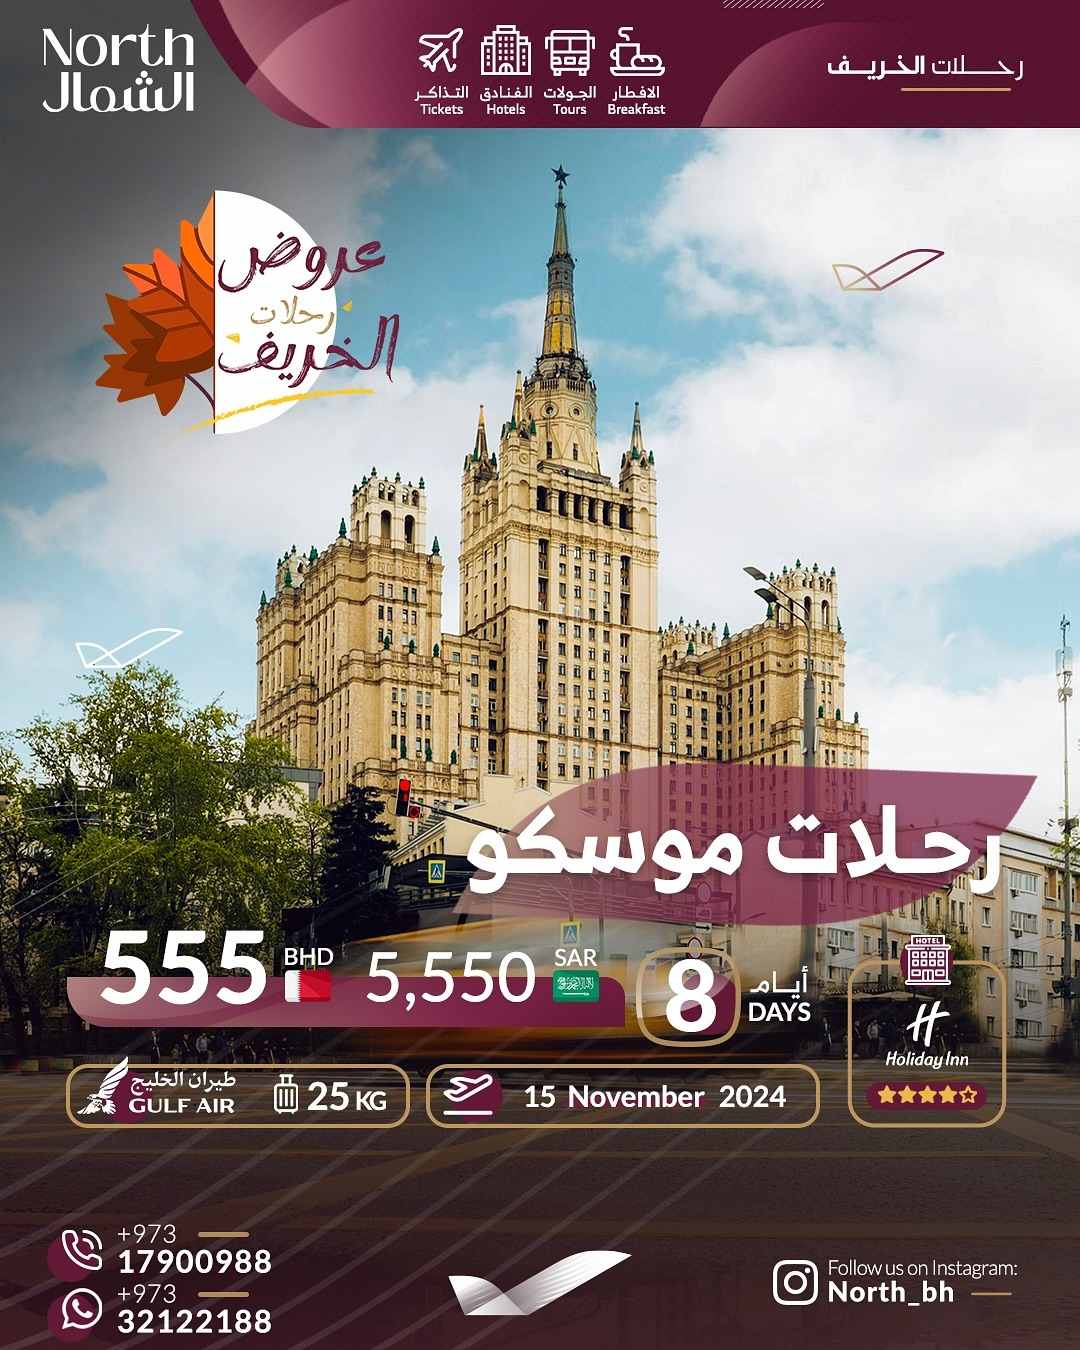 North
الشمال
التذاكر
Tickets
الفنادق
Hotels
الجولات
Tours
الافطار
Breakfast
رحلات الخريف
عروض
رحلات
الخريف
رحلات موسكو
555 BHD
5,550 SAR
8 أيام
DAYS
HOTEL
Holiday Inn
طيران الخليج
GULF AIR
25 KG
15 November 2024
+973
17900988
+973
32122188
Follow us on Instagram:
North_bh